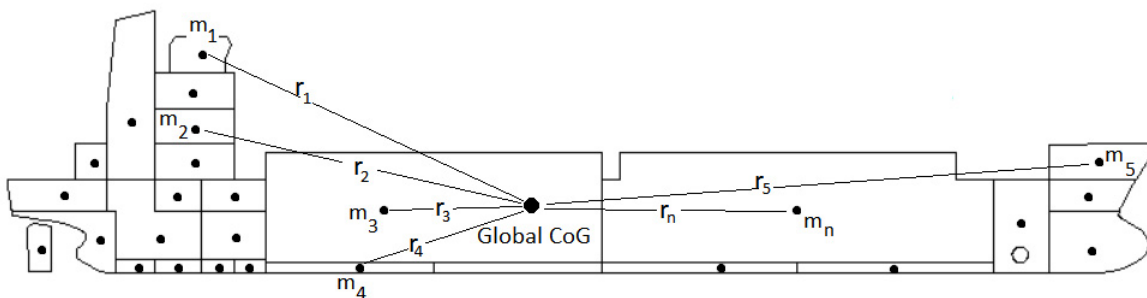 m₁
r₁
m₂
r₂
m₅
r₅
m₃
r₃
rₙ
mₙ
r₄
Global CoG
m₄